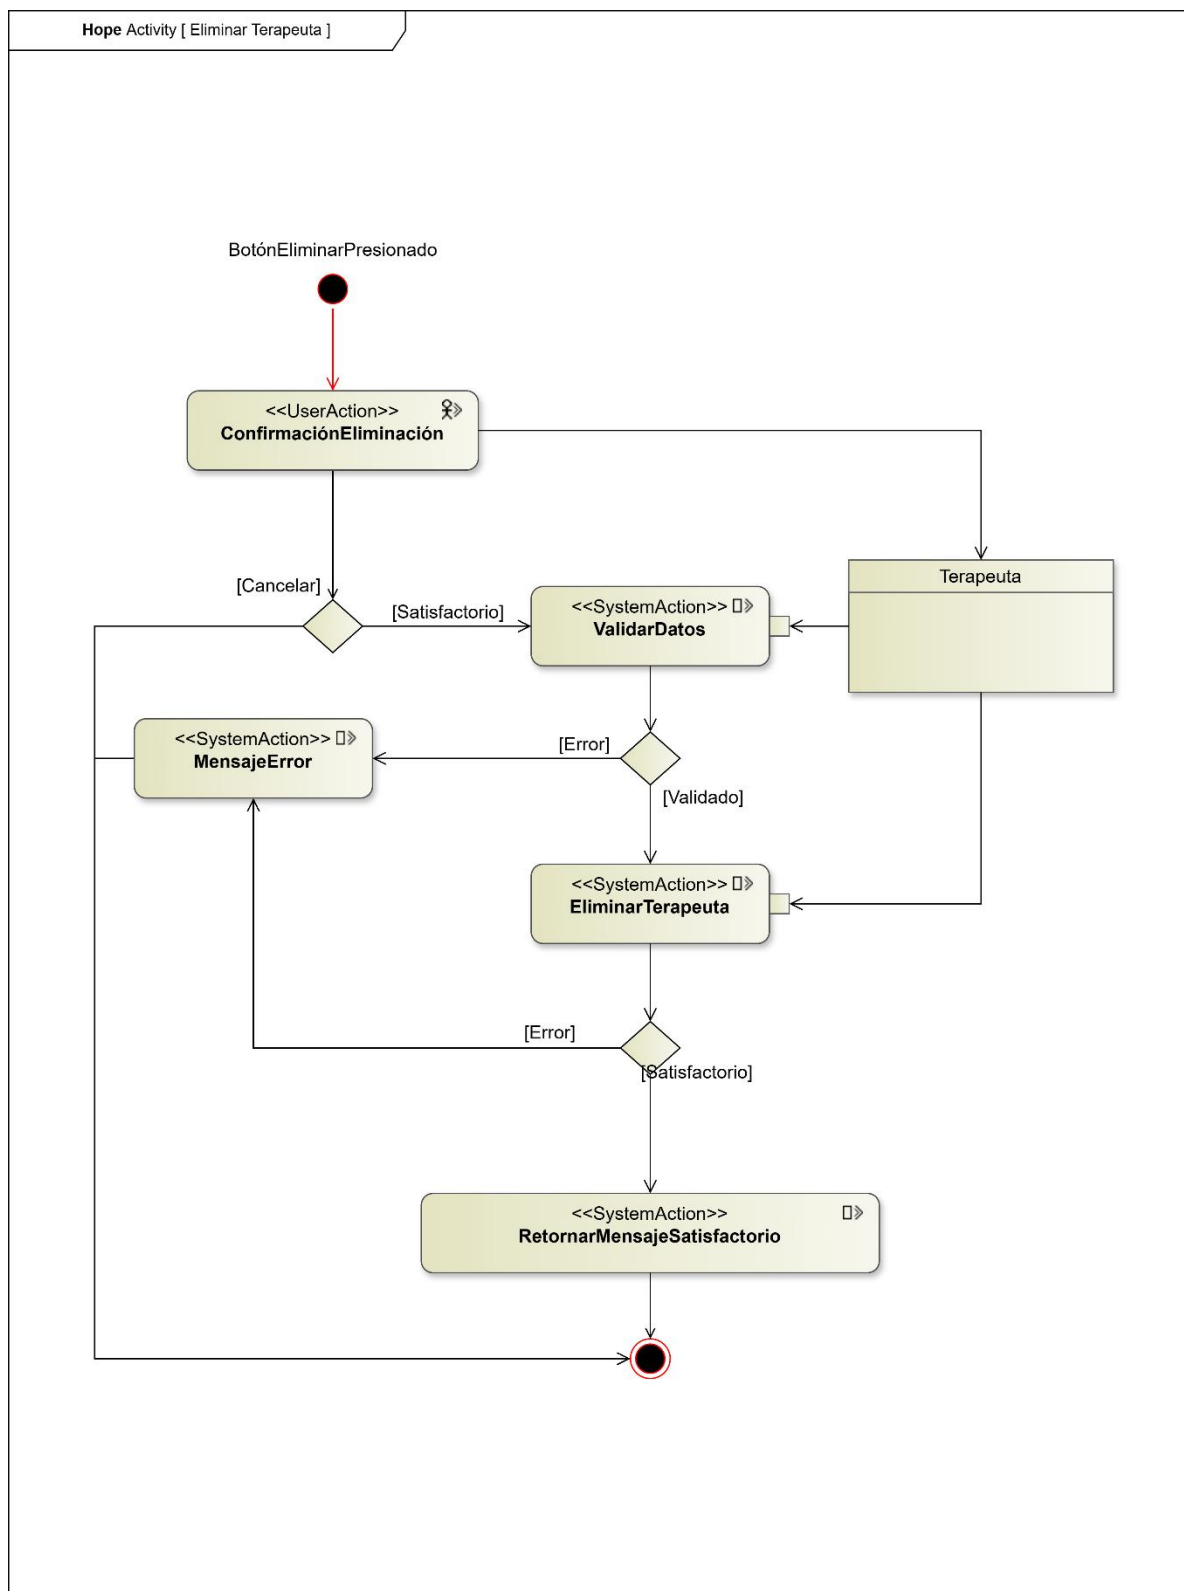 Hope Activity [ Eliminar Terapeuta ]
BotónEliminarPresionado
<<UserAction>>
ConfirmaciónEliminación
[Cancelar]
[Satisfactorio]
<<SystemAction>>
ValidarDatos
Terapeuta
<<SystemAction>>
MensajeError
[Error]
[Validado]
<<SystemAction>>
EliminarTerapeuta
[Error]
[Satisfactorio]
<<SystemAction>>
RetornarMensajeSatisfactorio